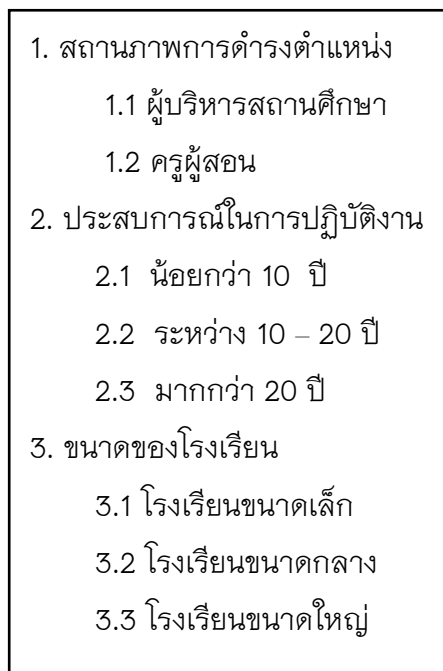 1. สถานภาพการดำรงตำแหน่ง
1.1 ผู้บริหารสถานศึกษา
1.2 ครูผู้สอน
2. ประสบการณ์ในการปฏิบัติงาน
2.1 น้อยกว่า 10 ปี
2.2 ระหว่าง 10 – 20 ปี
2.3 มากกว่า 20 ปี
3. ขนาดของโรงเรียน
3.1 โรงเรียนขนาดเล็ก
3.2 โรงเรียนขนาดกลาง
3.3 โรงเรียนขนาดใหญ่